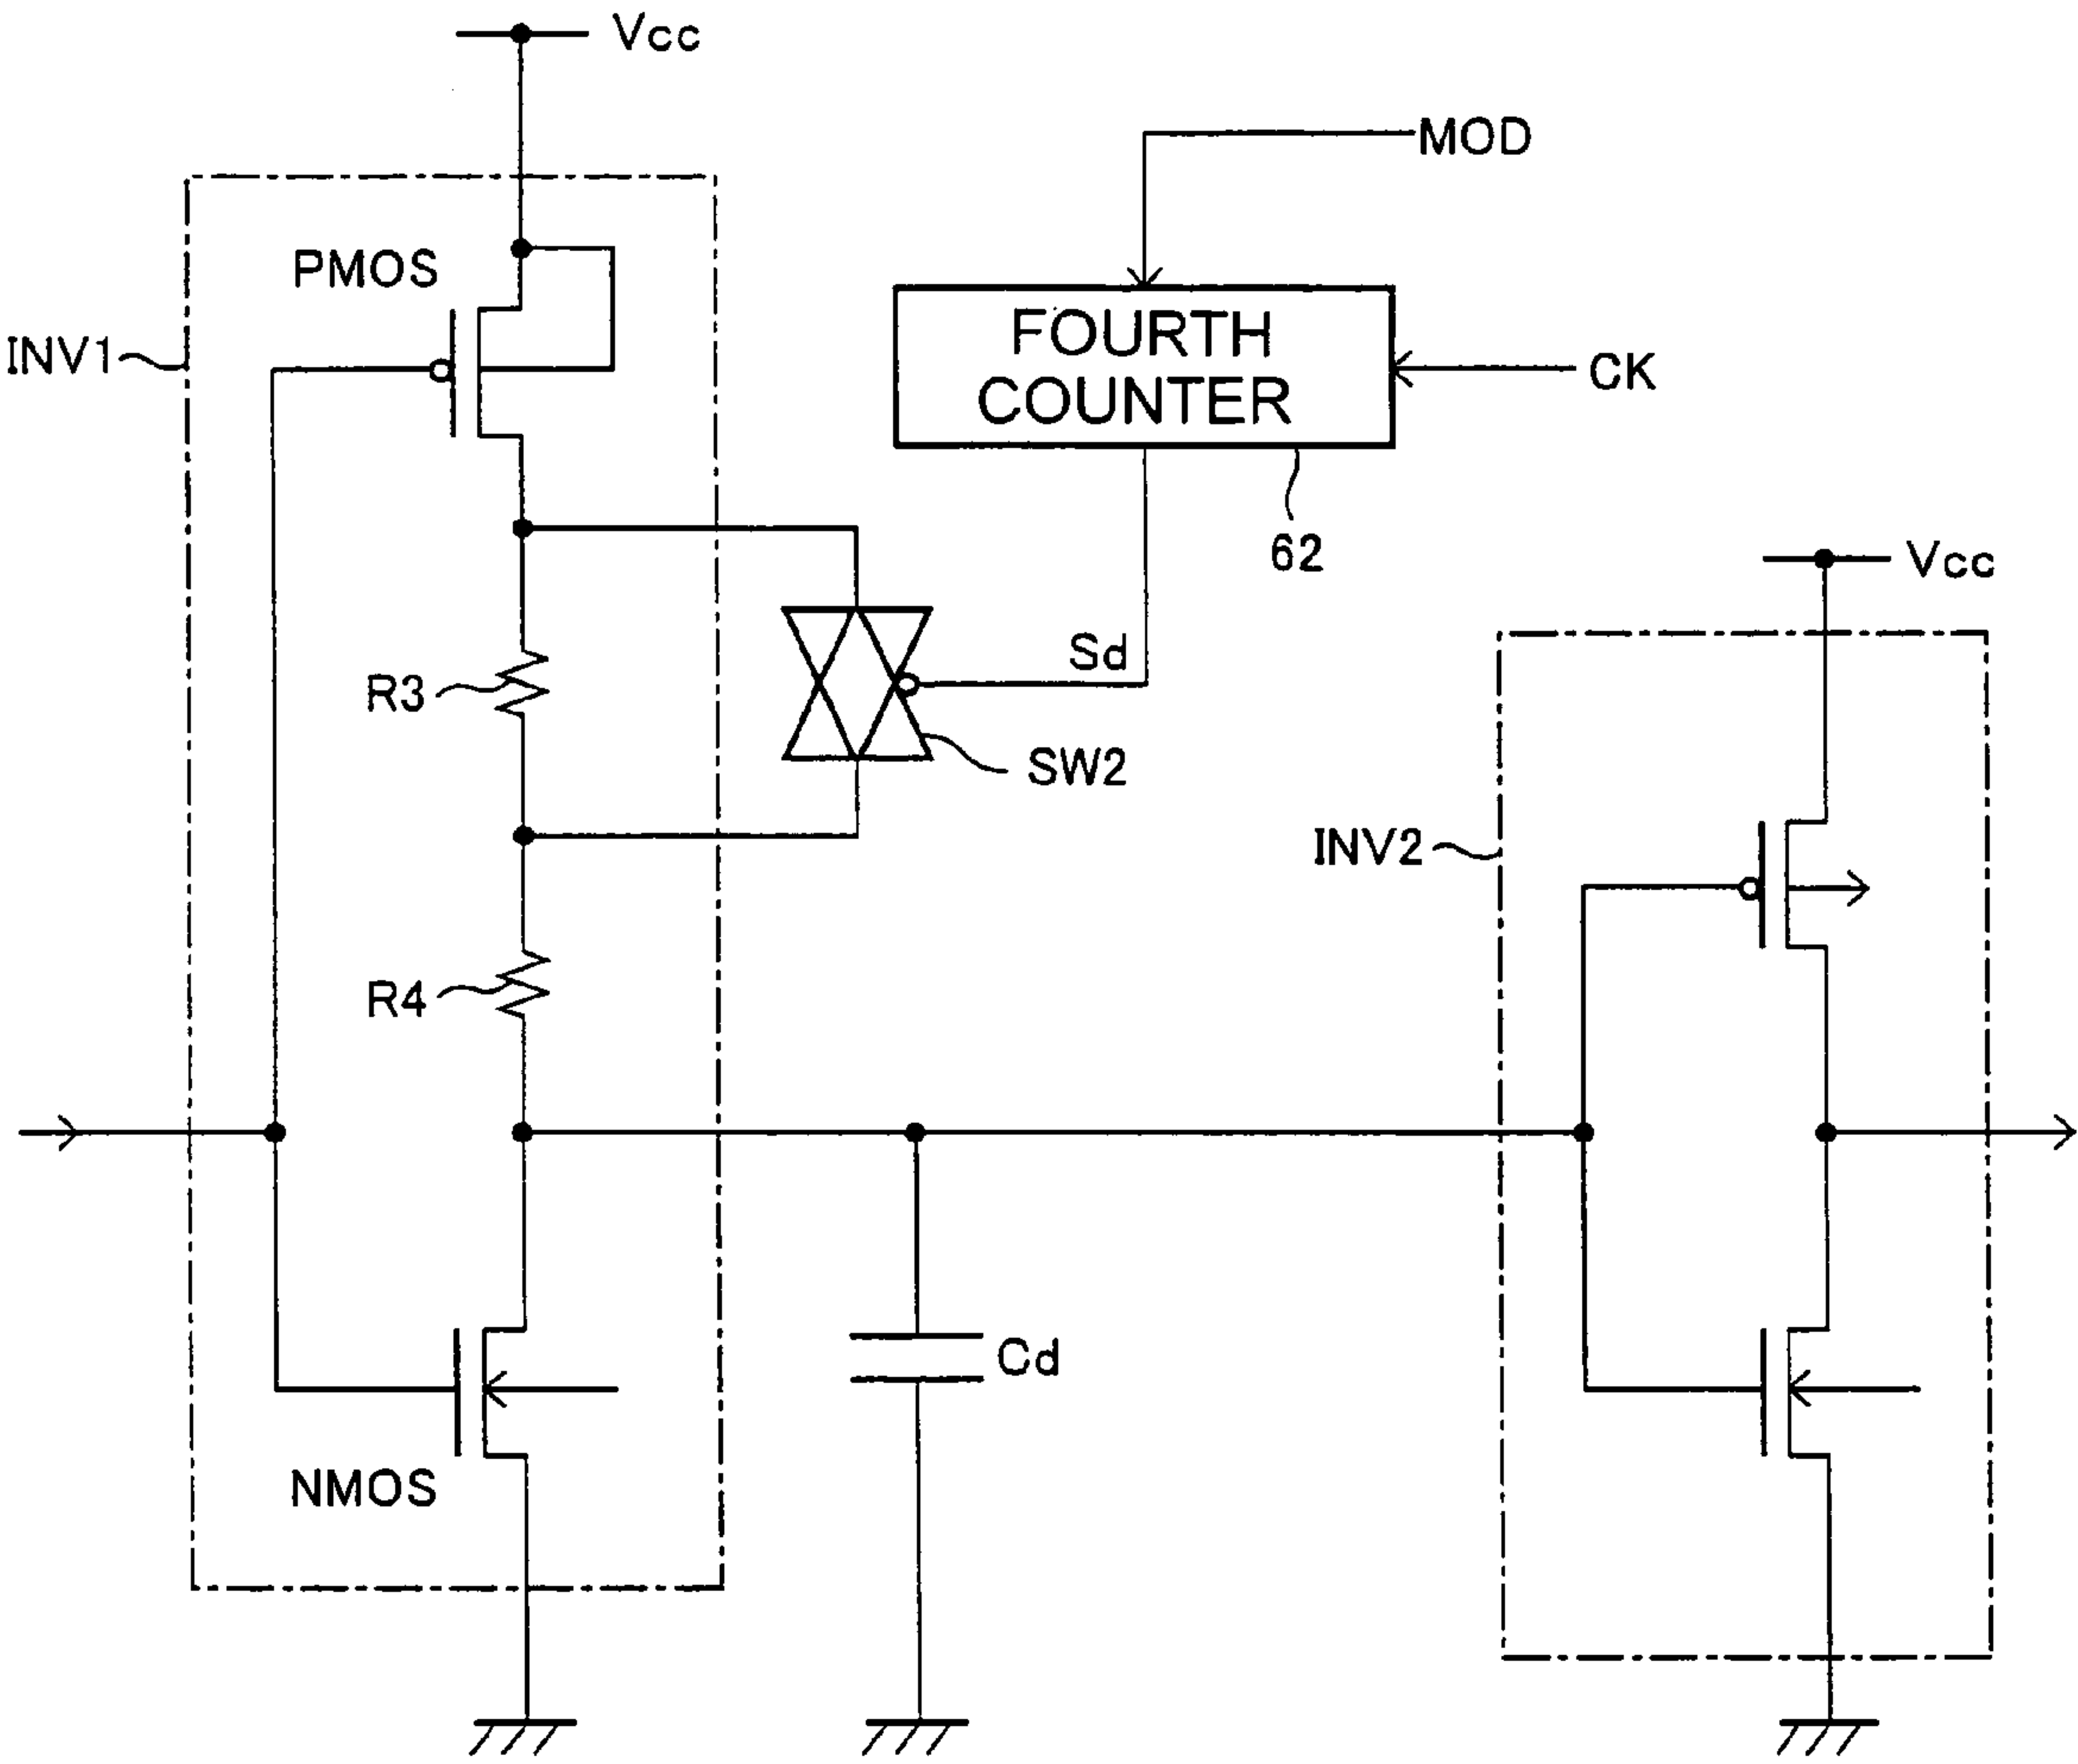 Vcc
MOD
PMOS
INV1
FOURTH
COUNTER
CK
62
Vcc
Sd
R3
SW2
INV2
R4
Cd
NMOS